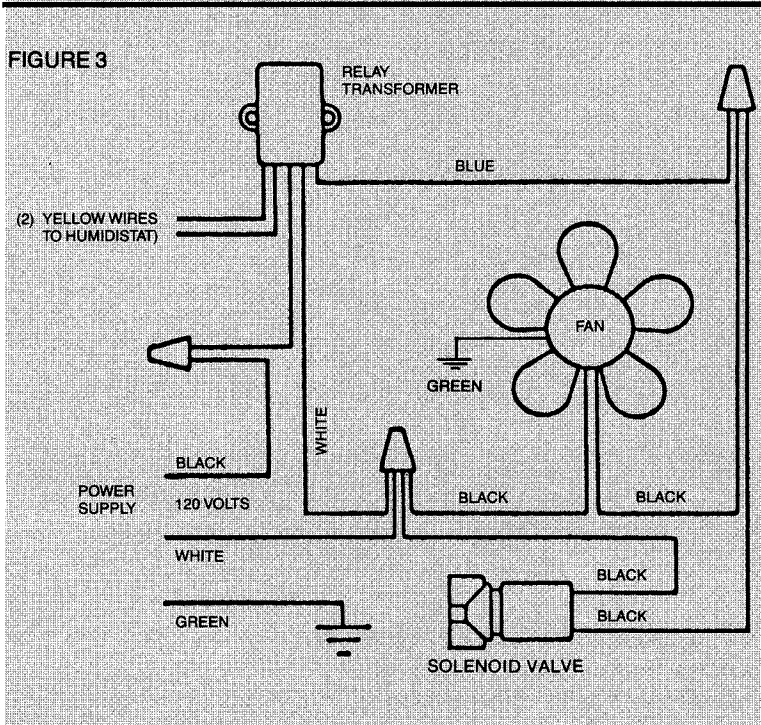 FIGURE 3
RELAY
TRANSFORMER
BLUE
(2) YELLOW WIRES
TO HUMIDISTAT)
FAN
GREEN
WHITE
BLACK
POWER
SUPPLY
120 VOLTS
BLACK
BLACK
WHITE
BLACK
GREEN
BLACK
SOLENOID VALVE